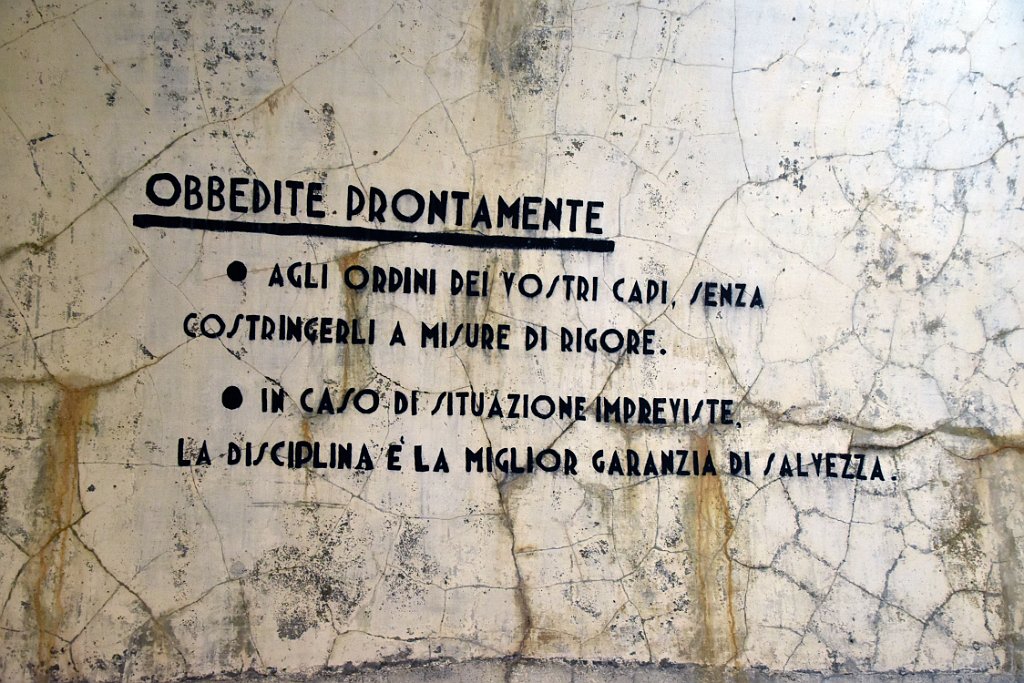 OBBEDITE PRONTAMENTE
● AGLI ORDINI DEI VOSTRI CAPI, SENZA
COSTRINGERLI A MISURE DI RIGORE.
● IN CASO DI SITUAZIONE IMPREVISTE,
LA DISCIPLINA È LA MIGLIOR GARANZIA DI SALVEZZA.